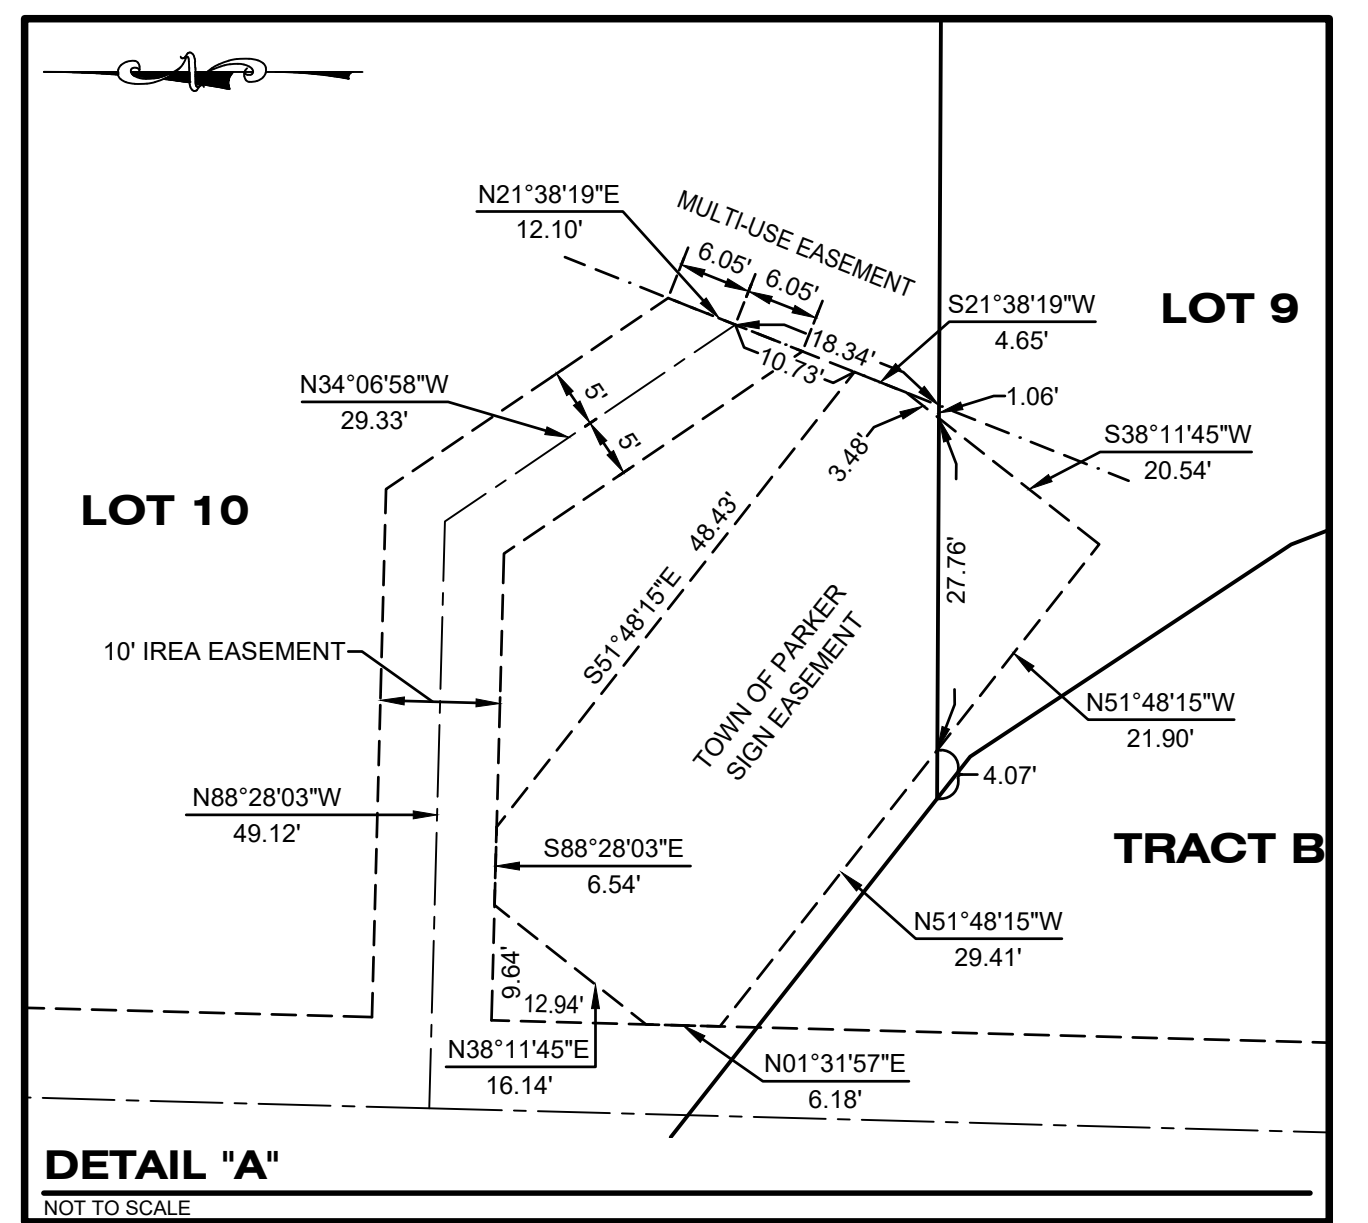 N21°38'19"E
12.10'
MULTI-USE EASEMENT
6.05'
6.05'
LOT 9
S21°38'19"W
4.65'
18.34'
10.73'
1.06'
N34°06'58"W
29.33'
5'
5'
S38°11'45"W
20.54'
3.48'
LOT 10
S51°48'15"E 48.43'
27.76'
10' IREA EASEMENT
TOWN OF PARKER
SIGN EASEMENT
N51°48'15"W
21.90'
4.07'
N88°28'03"W
49.12'
S88°28'03"E
6.54'
TRACT B
N51°48'15"W
29.41'
9.64'
12.94'
N38°11'45"E
16.14'
N01°31'57"E
6.18'
DETAIL "A"
NOT TO SCALE